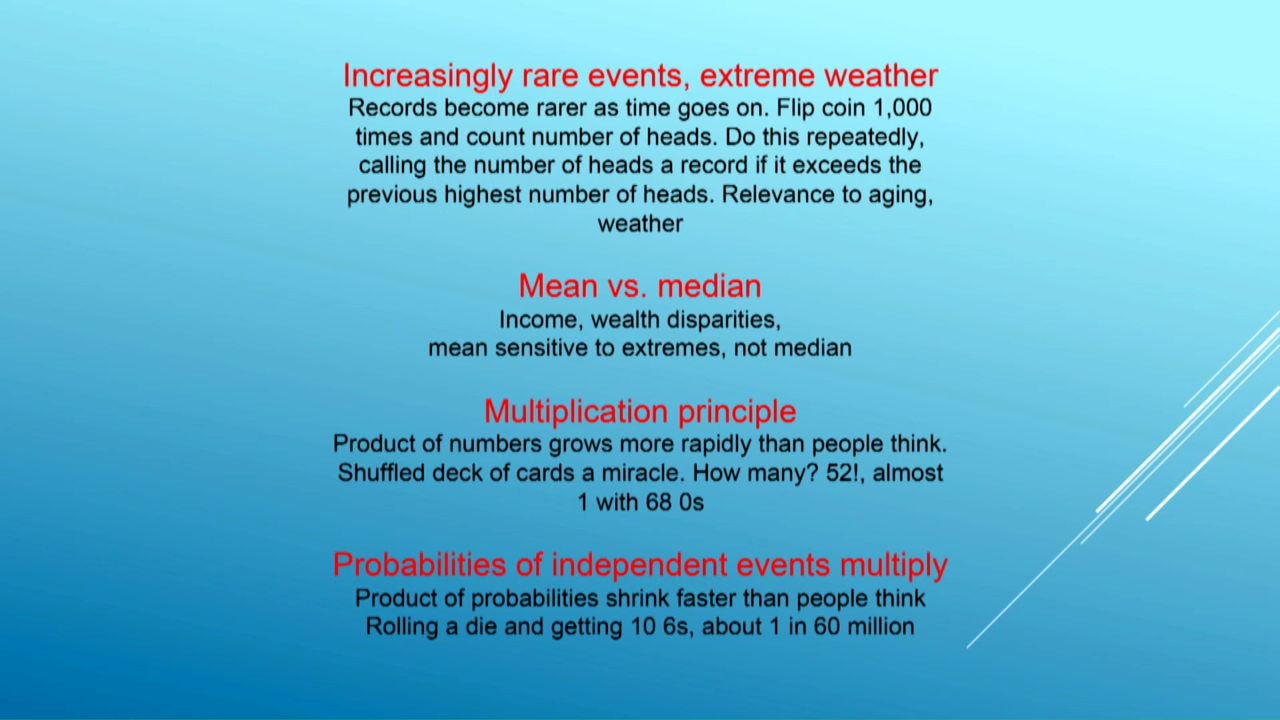 Increasingly rare events, extreme weather
Records become rarer as time goes on. Flip coin 1,000
times and count number of heads. Do this repeatedly,
calling the number of heads a record if it exceeds the
previous highest number of heads. Relevance to aging,
weather
Mean vs. median
Income, wealth disparities,
mean sensitive to extremes, not median
Multiplication principle
Product of numbers grows more rapidly than people think.
Shuffled deck of cards a miracle. How many? 52!, almost
1 with 68 0s
Probabilities of independent events multiply
Product of probabilities shrink faster than people think
Rolling a die and getting 10 6s, about 1 in 60 million